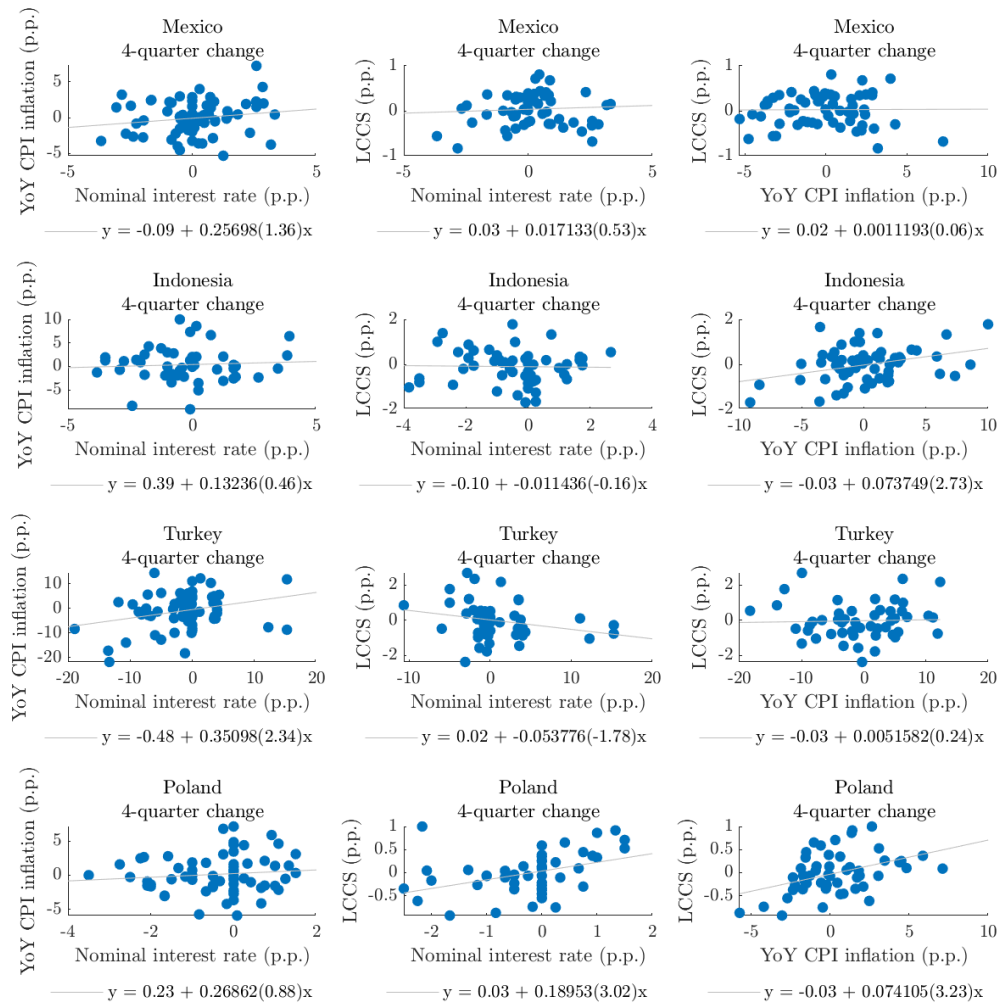 Mexico
4-quarter change
YoY CPI inflation (p.p.)
5
0
-5
-5 0 5
Nominal interest rate (p.p.)
y = -0.09 + 0.25698(1.36)x
Mexico
4-quarter change
LCCS (p.p.)
1
0
-1
-5 0 5
Nominal interest rate (p.p.)
y = 0.03 + 0.017133(0.53)x
Mexico
4-quarter change
LCCS (p.p.)
1
0
-1
-5 0 5 10
YoY CPI inflation (p.p.)
y = 0.02 + 0.0011193(0.06)x
Indonesia
4-quarter change
YoY CPI inflation (p.p.)
10
5
0
-5
-5 0 5
Nominal interest rate (p.p.)
y = 0.39 + 0.13236(0.46)x
Indonesia
4-quarter change
LCCS (p.p.)
2
0
-2
-4 -2 0 2 4
Nominal interest rate (p.p.)
y = -0.10 + -0.011436(-0.16)x
Indonesia
4-quarter change
LCCS (p.p.)
2
0
-2
-10 -5 0 5 10
YoY CPI inflation (p.p.)
y = -0.03 + 0.073749(2.73)x
Turkey
4-quarter change
YoY CPI inflation (p.p.)
10
0
-10
-20
-20 -10 0 10 20
Nominal interest rate (p.p.)
y = -0.48 + 0.35098(2.34)x
Turkey
4-quarter change
LCCS (p.p.)
2
0
-2
-10 0 10 20
Nominal interest rate (p.p.)
y = 0.02 + -0.053776(-1.78)x
Turkey
4-quarter change
LCCS (p.p.)
2
0
-2
-20 -10 0 10 20
YoY CPI inflation (p.p.)
y = -0.03 + 0.0051582(0.24)x
Poland
4-quarter change
YoY CPI inflation (p.p.)
5
0
-5
-4 -2 0 2
Nominal interest rate (p.p.)
y = 0.23 + 0.26862(0.88)x
Poland
4-quarter change
LCCS (p.p.)
1
0.5
0
-0.5
-2 -1 0 1 2
Nominal interest rate (p.p.)
y = 0.03 + 0.18953(3.02)x
Poland
4-quarter change
LCCS (p.p.)
1
0.5
0
-0.5
-5 0 5 10
YoY CPI inflation (p.p.)
y = -0.03 + 0.074105(3.23)x